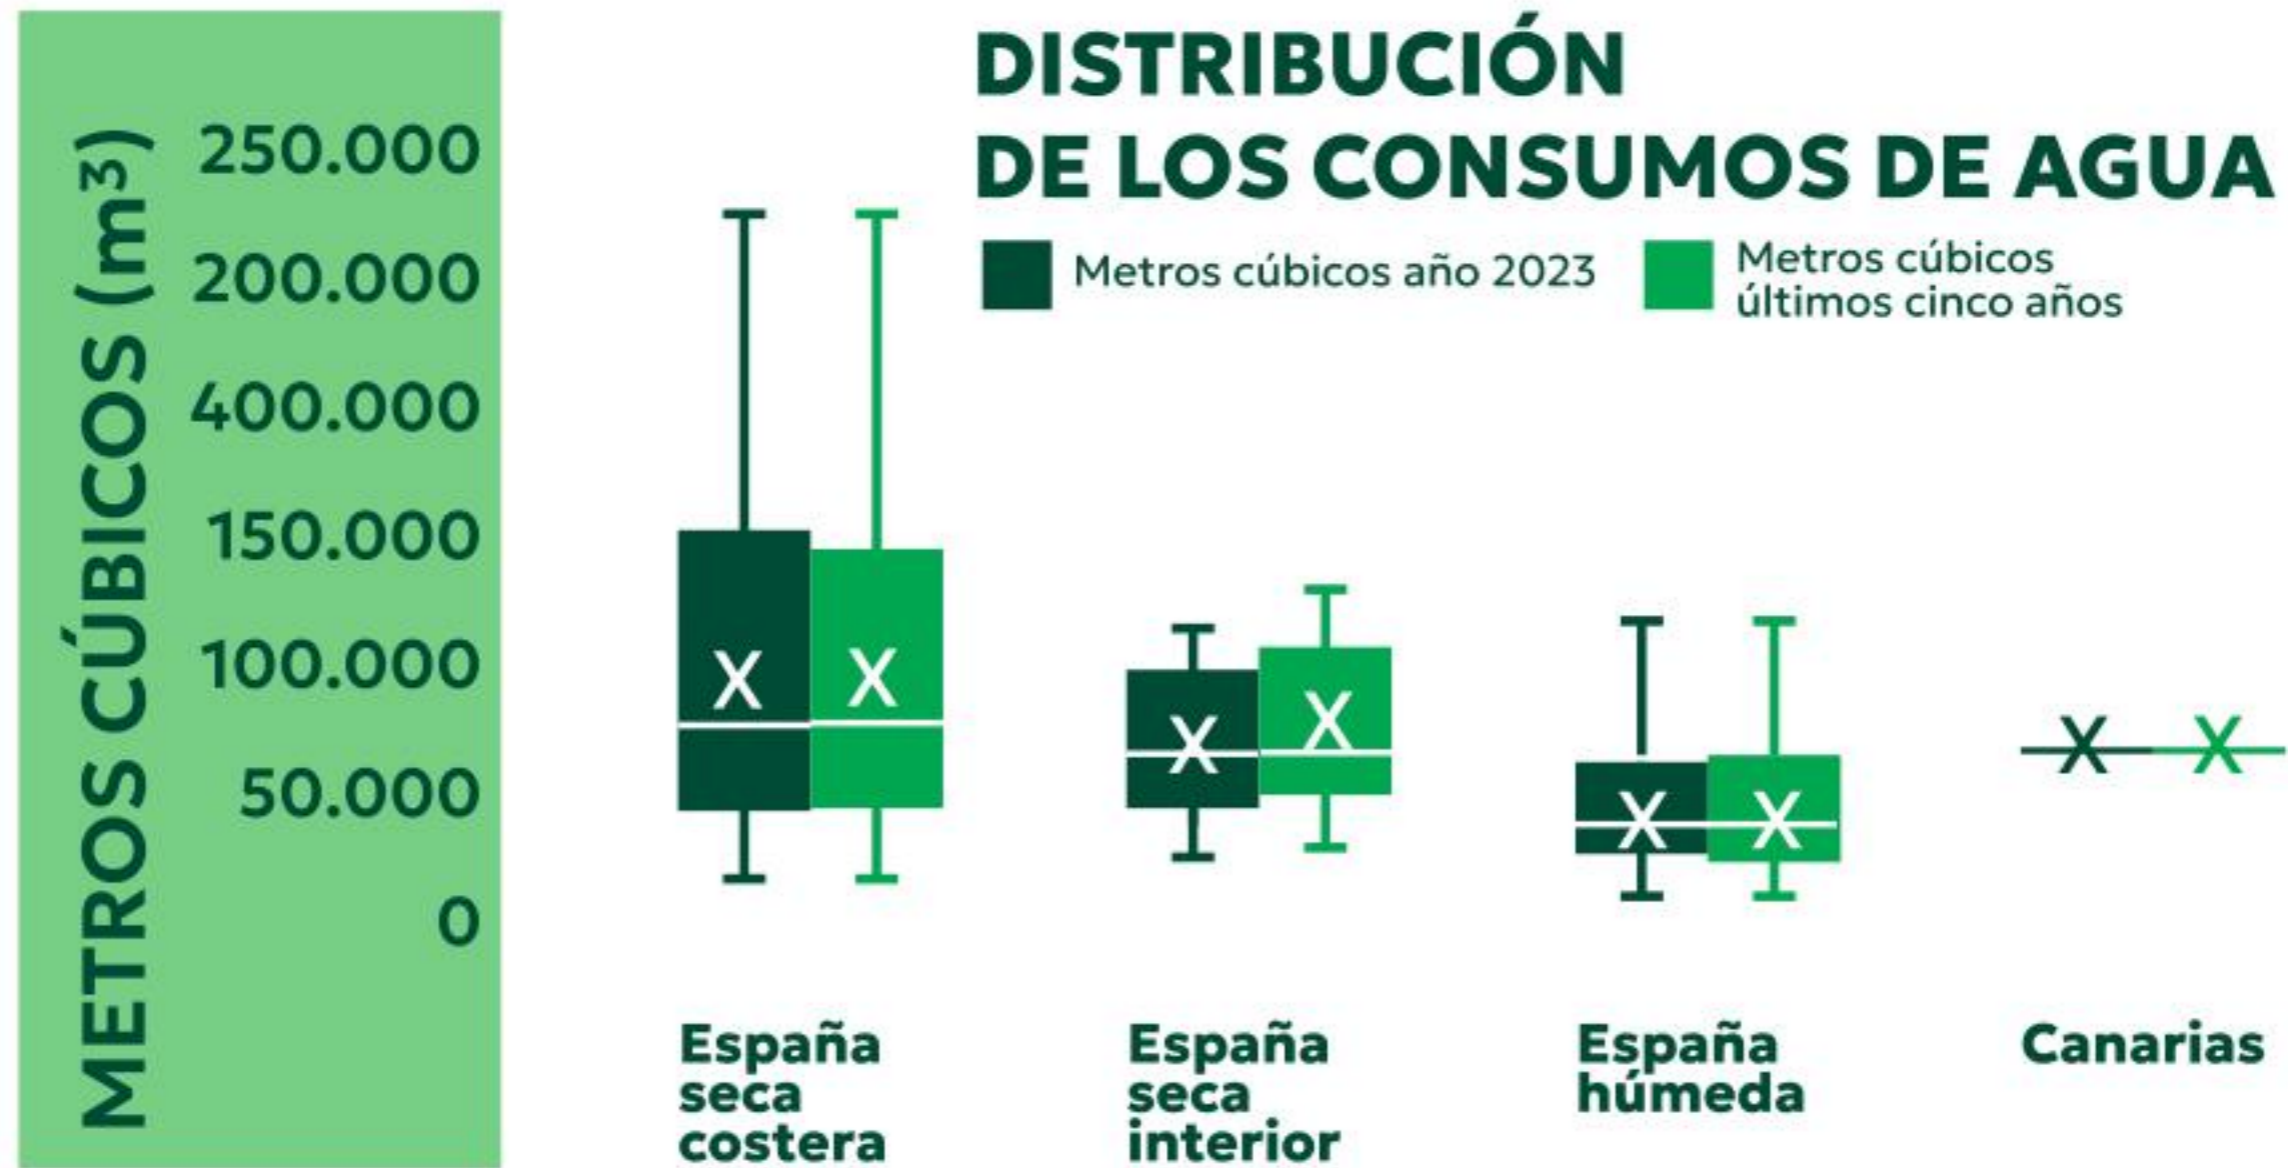 DISTRIBUCIÓN
DE LOS CONSUMOS DE AGUA
Metros cúbicos año 2023
Metros cúbicos
últimos cinco años
METROS CÚBICOS (m³)
250.000
200.000
400.000
150.000
100.000
50.000
0
X X
X X
X X
X X
España
seca
costera
España
seca
interior
España
húmeda
Canarias